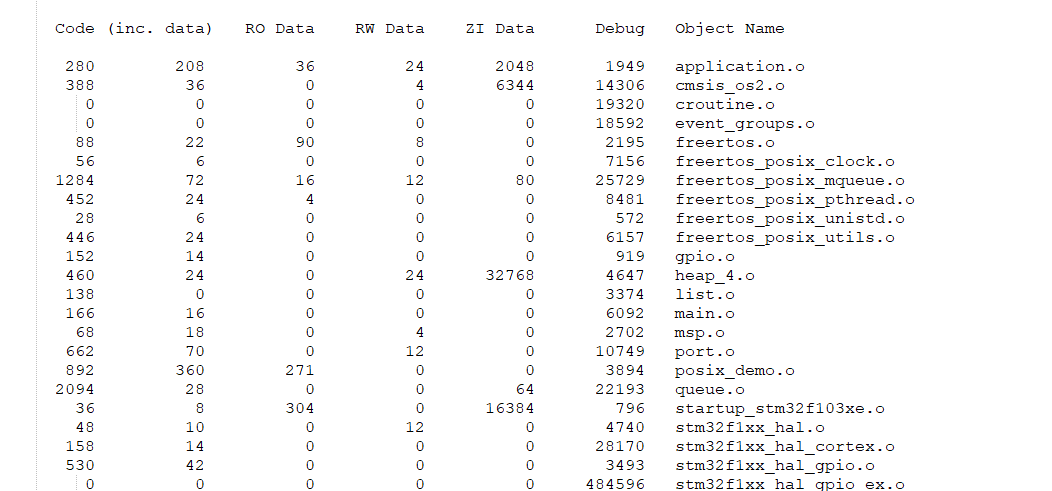 Code (inc. data) RO Data RW Data ZI Data Debug Object Name
280 208 36 24 2048 1949 application.o
388 36 0 4 6344 14306 cmsis_os2.o
0 0 0 0 0 19320 croutine.o
0 0 0 0 0 18592 event_groups.o
88 22 90 8 0 2195 freertos.o
56 6 0 0 0 7156 freertos_posix_clock.o
1284 72 16 12 80 25729 freertos_posix_mqueue.o
452 24 4 0 0 8481 freertos_posix_pthread.o
28 6 0 0 0 572 freertos_posix_unistd.o
446 24 0 0 0 6157 freertos_posix_utils.o
152 14 0 0 0 919 gpio.o
460 24 0 24 32768 4647 heap_4.o
138 0 0 0 0 3374 list.o
166 16 0 0 0 6092 main.o
68 18 0 4 0 2702 msp.o
662 70 0 12 0 10749 port.o
892 360 271 0 0 3894 posix_demo.o
2094 28 0 0 64 22193 queue.o
36 8 304 0 16384 796 startup_stm32f103xe.o
48 10 0 12 0 4740 stm32f1xx_hal.o
158 14 0 0 0 28170 stm32f1xx_hal_cortex.o
530 42 0 0 0 3493 stm32f1xx_hal_gpio.o
0 0 0 0 0 484596 stm32f1xx_hal_gpio_ex.o